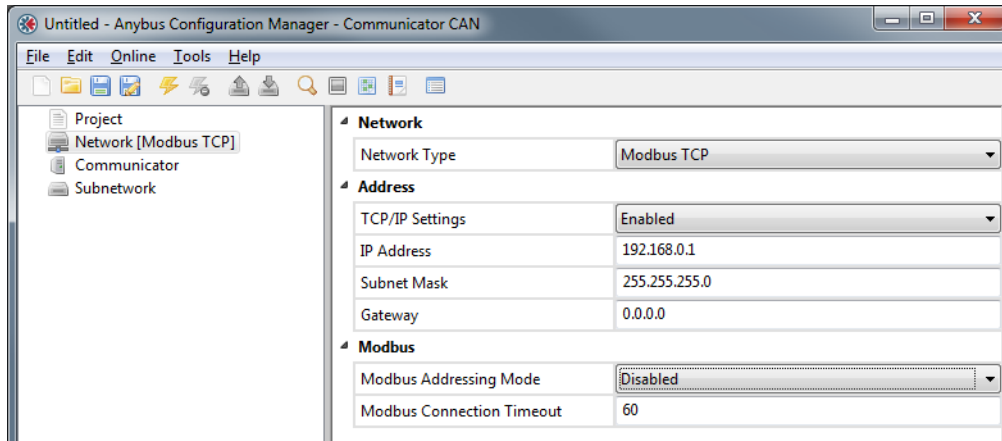 Untitled - Anybus Configuration Manager - Communicator CAN
File Edit Online Tools Help
Project
Network [Modbus TCP]
Communicator
Subnetwork
Network
Network Type Modbus TCP
Address
TCP/IP Settings Enabled
IP Address 192.168.0.1
Subnet Mask 255.255.255.0
Gateway 0.0.0.0
Modbus
Modbus Addressing Mode Disabled
Modbus Connection Timeout 60